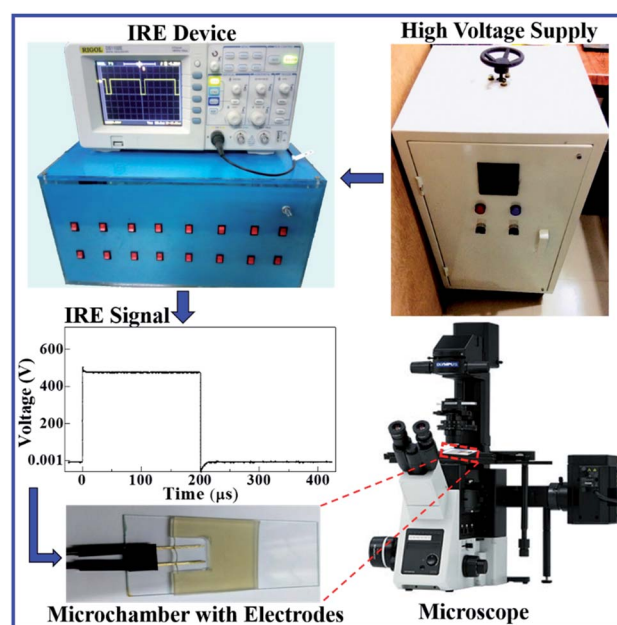 IRE Device
High Voltage Supply
RIGOL
IRE Signal
Voltage (V)
600
400
200
0.001
0
100
200
300
400
Time (µs)
OLYMPUS
Microchamber with Electrodes
Microscope